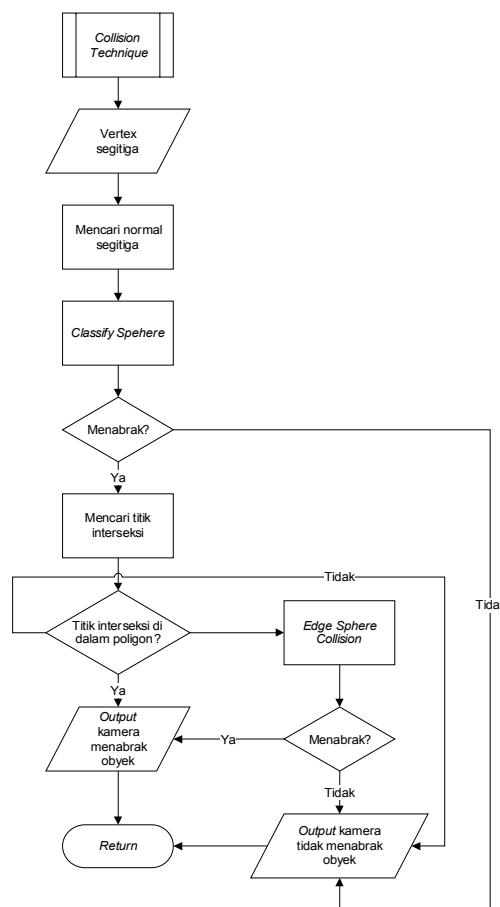 Collision
Technique
Vertex
segitiga
Mencari normal
segitiga
Classify Spehere
Menabrak?
Ya
Mencari titik
interseksi
Tidak
Tida
Titik interseksi di
dalam poligon?
Edge Sphere
Collision
Ya
Output
kamera
menabrak
obyek
Ya
Menabrak?
Tidak
Output kamera
tidak menabrak
obyek
Return